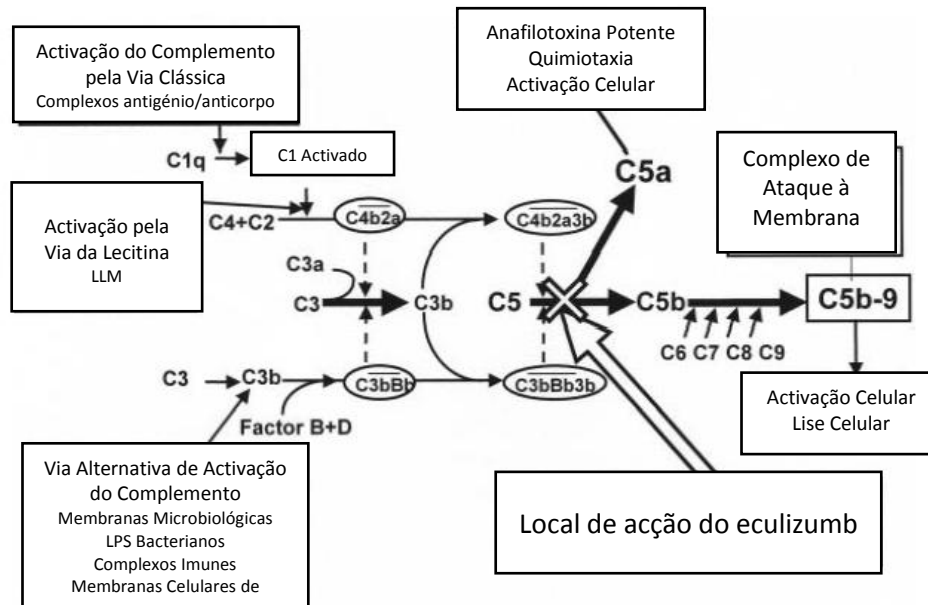 Activação do Complemento
pela Via Clássica
Complexos antigénio/anticorpo
Anafilotoxina Potente
Quimiotaxia
Activação Celular
C1q
C1 Activado
C5a
Complexo de
Ataque à
Membrana
Activação pela
Via da Lecitina
LLM
C4+C2
C4b2a
C4b2a3b
C3a
C3
C3b
C5
C5b
C5b-9
C6 C7 C8 C9
C3
C3b
C3bBb
C3bBb3b
Factor B+D
Activação Celular
Lise Celular
Via Alternativa de Activação
do Complemento
Membranas Microbiológicas
LPS Bacterianos
Complexos Imunes
Membranas Celulares de
Local de acção do eculizumb